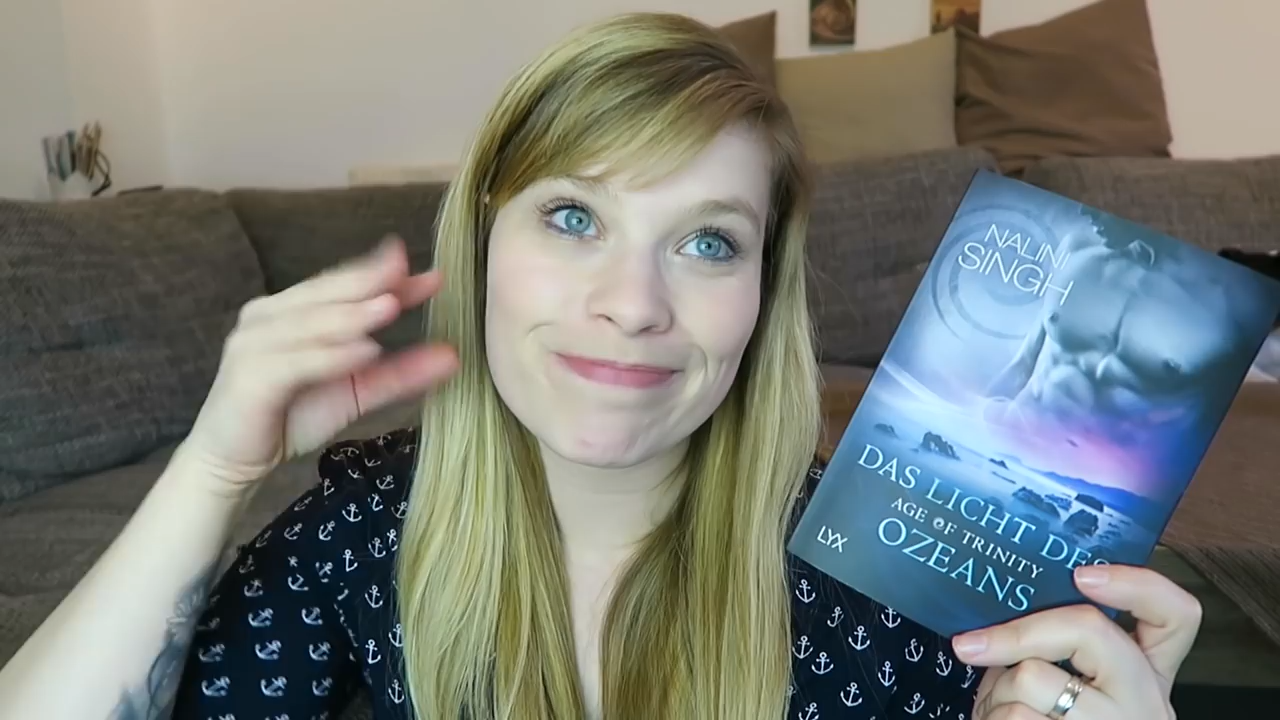 NALINI
SINGH
DAS LICHT DES
AGE OF TRINITY
OZEANS
LYX